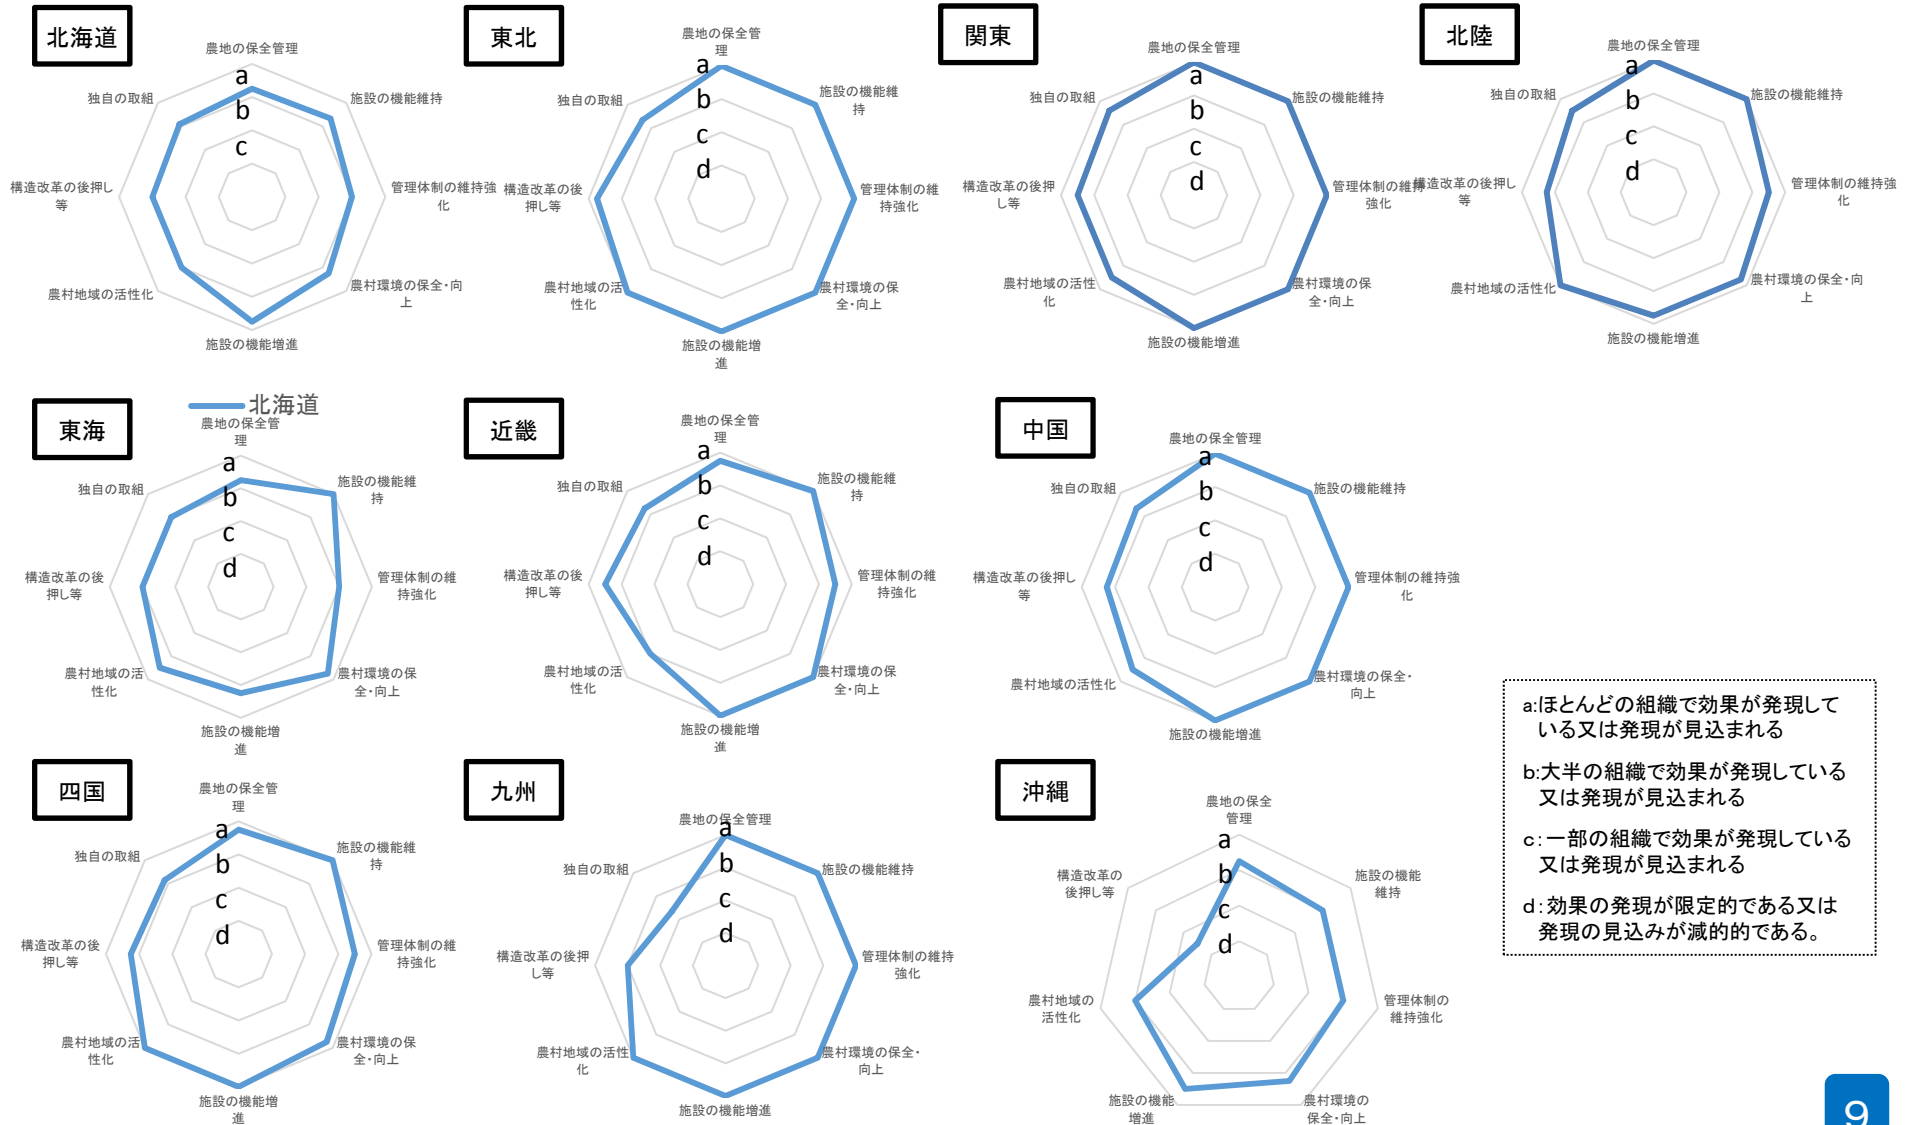 北海道
農地の保全管理
施設の機能維持
管理体制の維持強
化
農村環境の保全・向
上
施設の機能増進
農村地域の活性化
構造改革の後押し
等
独自の取組
a
b
c
東北
農地の保全管
理
施設の機能維
持
管理体制の維
持強化
農村環境の保
全・向上
施設の機能増
進
農村地域の活
性化
構造改革の後
押し等
独自の取組
a
b
c
d
関東
農地の保全管理
施設の機能維持
管理体制の維持
強化
農村環境の保
全・向上
施設の機能増進
農村地域の活性
化
構造改革の後押
し等
独自の取組
a
b
c
d
北陸
農地の保全管理
施設の機能維持
管理体制の維持強
化
農村環境の保全・向
上
施設の機能増進
農村地域の活性化
構造改革の後押し
等
独自の取組
a
b
c
d
東海
北海道
農地の保全管
理
施設の機能維
持
管理体制の維
持強化
農村環境の保
全・向上
施設の機能増
進
農村地域の活
性化
構造改革の後
押し等
独自の取組
a
b
c
d
近畿
農地の保全管
理
施設の機能維
持
管理体制の維
持強化
農村環境の保
全・向上
施設の機能増
進
農村地域の活
性化
構造改革の後
押し等
独自の取組
a
b
c
d
中国
農地の保全管理
施設の機能維持
管理体制の維持強
化
農村環境の保全・
向上
施設の機能増進
農村地域の活性化
構造改革の後押し
等
独自の取組
a
b
c
d
四国
農地の保全管
理
施設の機能維
持
管理体制の維
持強化
農村環境の保
全・向上
施設の機能増
進
農村地域の活
性化
構造改革の後
押し等
独自の取組
a
b
c
d
九州
農地の保全管理
施設の機能維持
管理体制の維持
強化
農村環境の保全・
向上
施設の機能増進
農村地域の活性
化
構造改革の後押
し等
独自の取組
a
b
c
d
沖縄
農地の保全
管理
施設の機能
維持
管理体制の
維持強化
農村環境の
保全・向上
施設の機能
増進
農村地域の
活性化
構造改革の
後押し等
a
b
c
d
a:ほとんどの組織で効果が発現して
いる又は発現が見込まれる
b:大半の組織で効果が発現している
又は発現が見込まれる
c:一部の組織で効果が発現している
又は発現が見込まれる
d:効果の発現が限定的である又は
発現の見込みが減的的である。
9